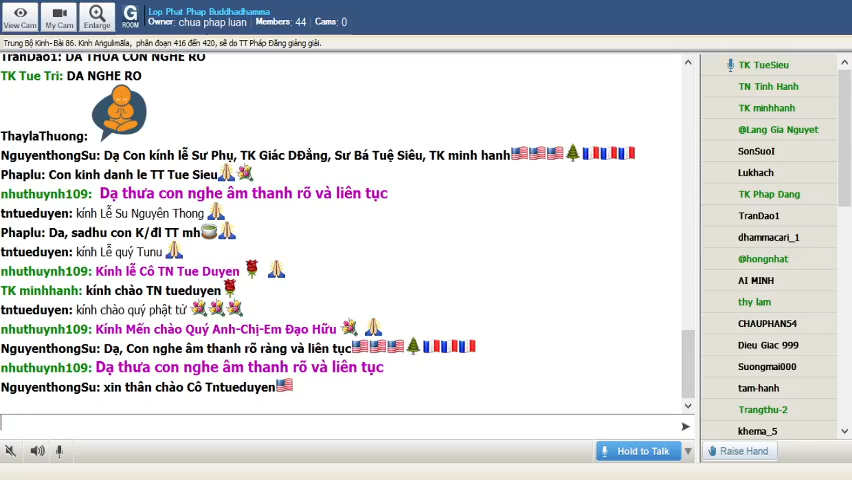 View Cam
My Cam
Enlarge
G
ROOM
Lop Phat Phap Buddhadhamma
Owner: chua phap luan Members: 44 Cams: 0
Trung Bộ Kinh- Bài 86. Kinh Angulimāla, phân đoạn 416 đến 420, sẽ do TT Pháp Đăng giảng giải.
TranDao1: DẠ THƯA CON NGHE RÕ
TK Tue Tri: DA NGHE RO
ThaylaThuong:
NguyenthongSu: Dạ Con kính lễ Sư Phụ, TK Giác DĐẳng, Sư Bá Tuệ Siêu, TK minh hanh
Phaplu: Con kinh danh le TT Tue Sieu
nhuthuynh109: Dạ thưa con nghe âm thanh rõ và liên tục
tntueduyen: kính Lễ Su Nguyên Thong
Phaplu: Da, sadhu con K/đl TT mh
tntueduyen: kính Lễ quý Tunu
nhuthuynh109: Kính lễ Cô TN Tue Duyen
TK minhhanh: kính chào TN tueduyen
tntueduyen: kính chào quý phật tử
nhuthuynh109: Kính Mến chào Quý Anh-Chị-Em Đạo Hữu
NguyenthongSu: Dạ, Con nghe âm thanh rõ ràng và liên tục
nhuthuynh109: Dạ thưa con nghe âm thanh rõ và liên tục
NguyenthongSu: xin thân chào Cô Tntueduyen
TK TueSieu
TN Tinh Hanh
TK minhhanh
@Lang Gia Nguyet
SonSuoI
Lukhach
TK Phap Dang
TranDao1
dhammacari_1
@hongnhat
AI MINH
thy lam
CHAUPHAN54
Dieu Giac 999
Suongmai000
tam-hanh
Trangthu-2
khema_5
Hold to Talk
Raise Hand